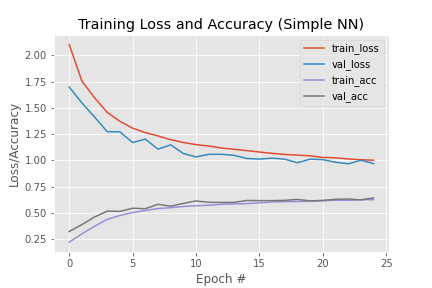 Training Loss and Accuracy (Simple NN)
train_loss
val_loss
train_acc
val_acc
2.00
1.75
1.50
1.25
1.00
0.75
0.50
0.25
Loss/Accuracy
0 5 10 15 20 25
Epoch #